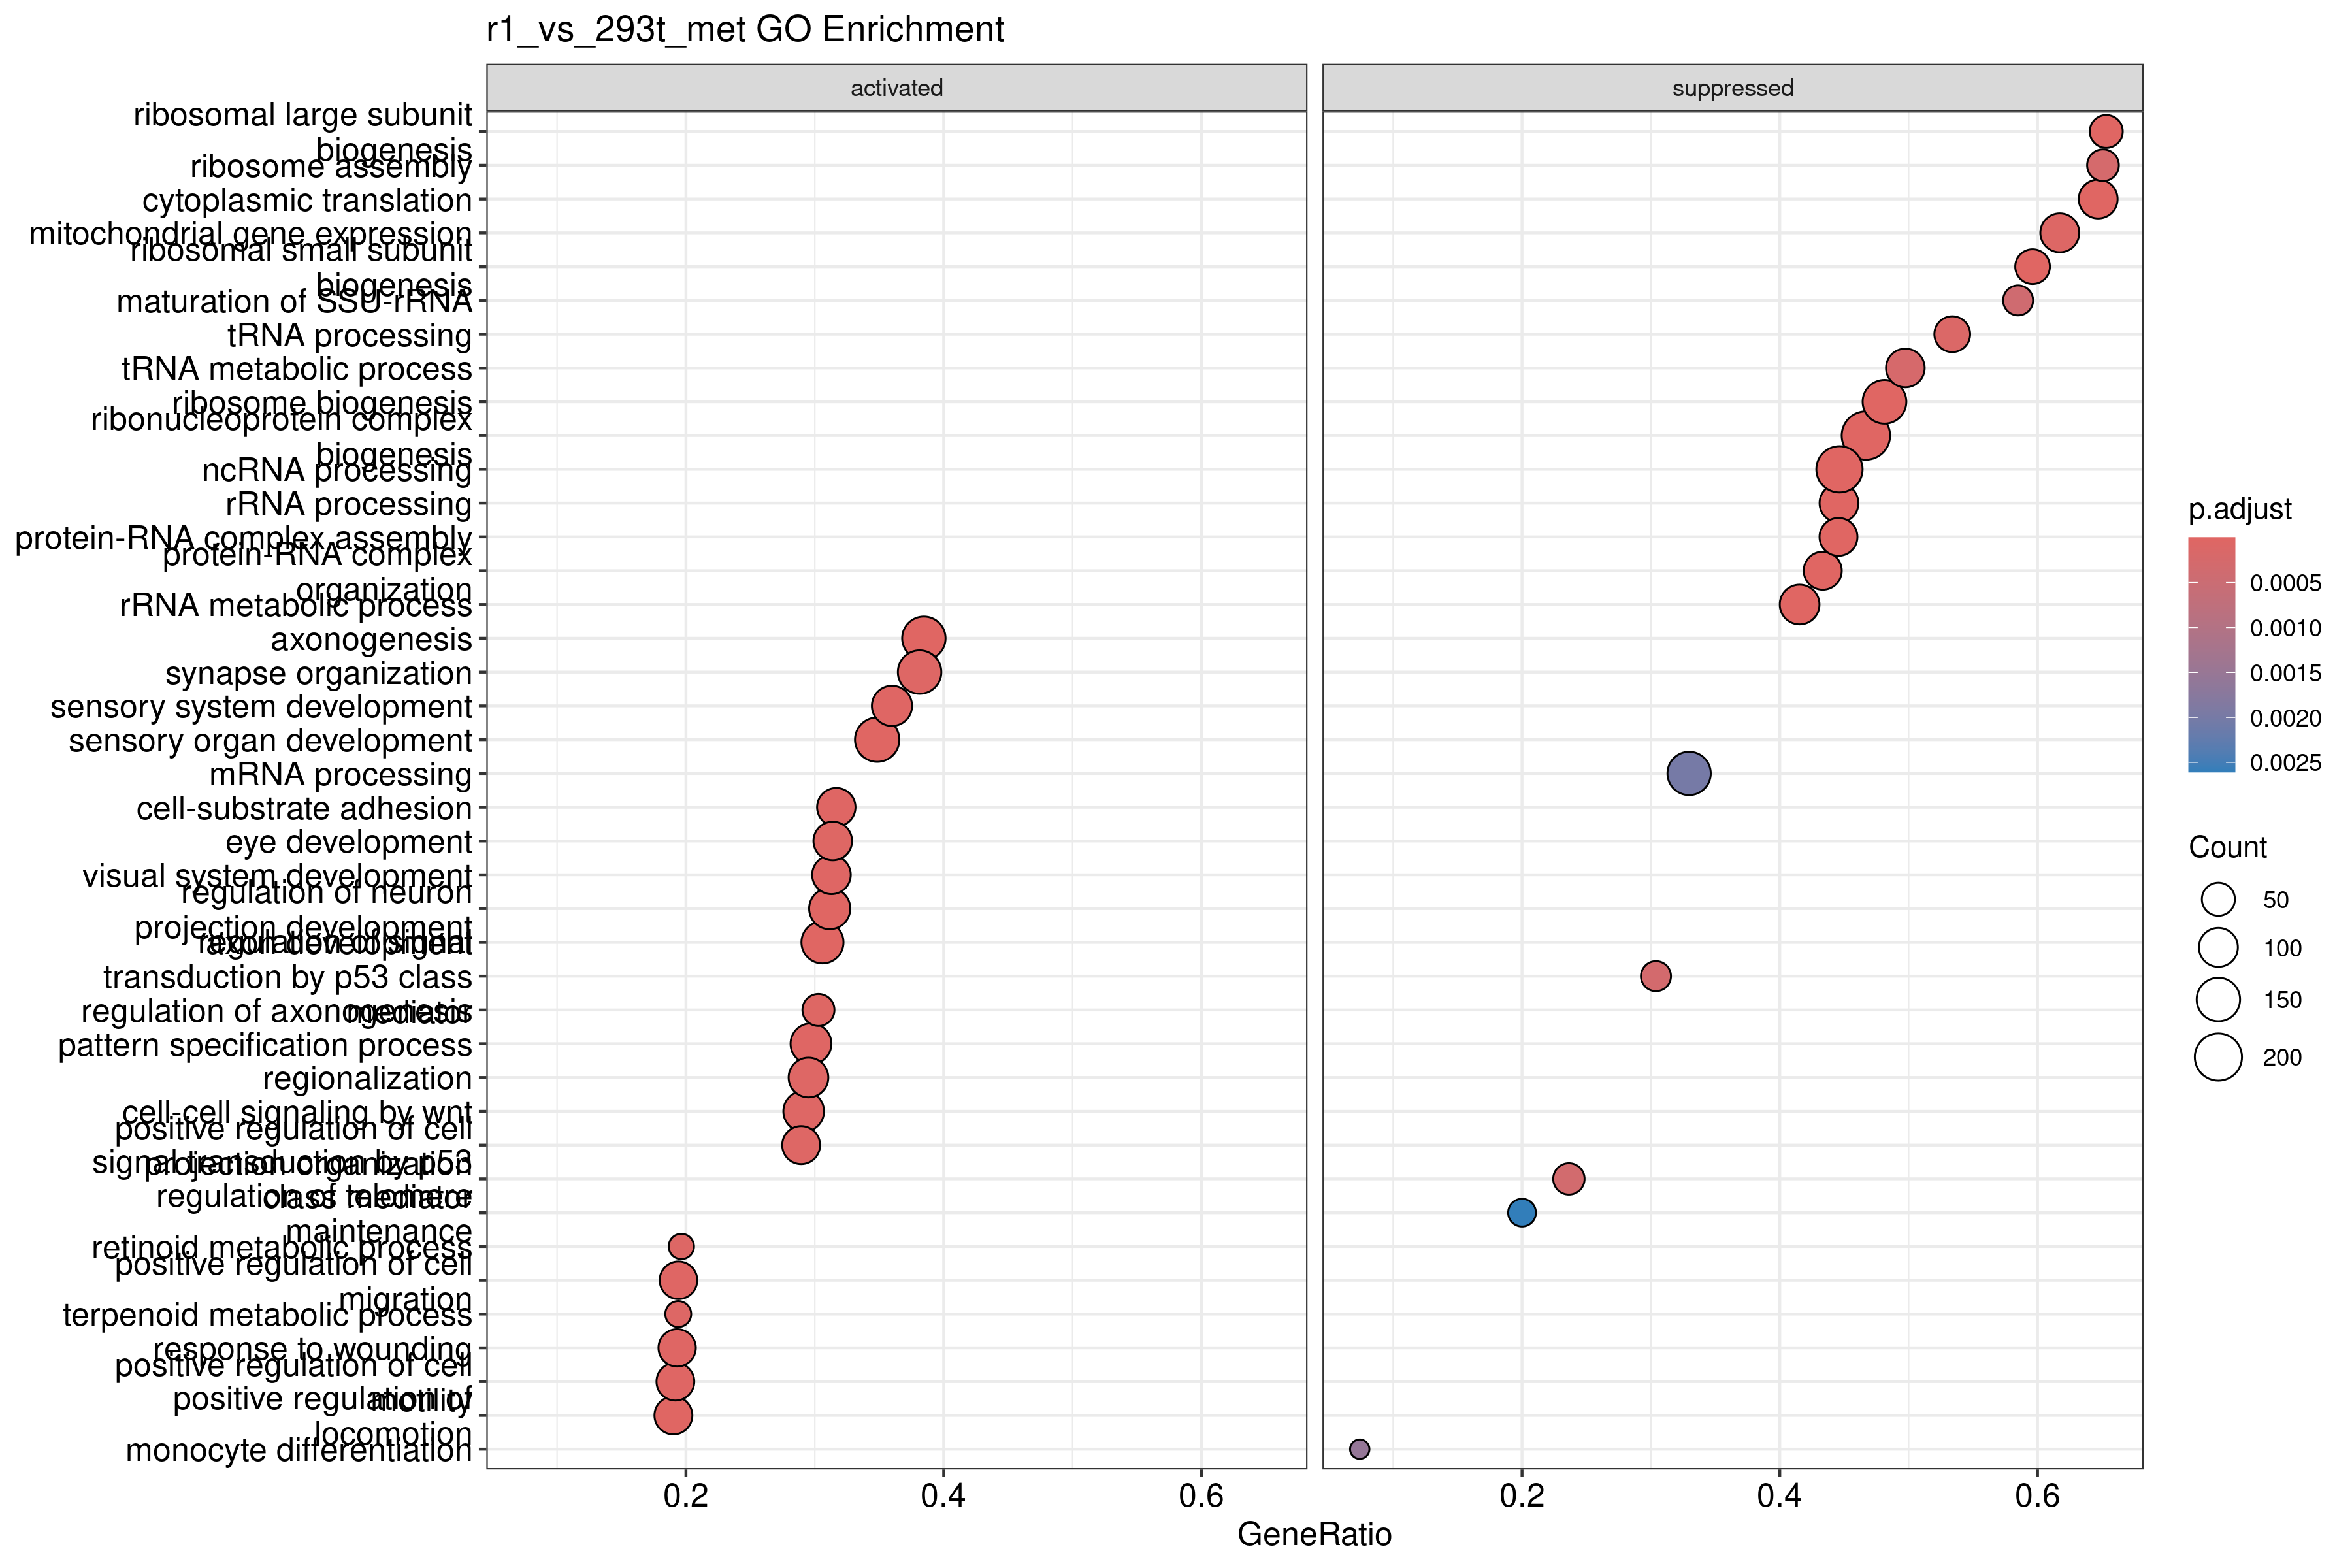 r1_vs_293t_met GO Enrichment
activated
suppressed
ribosomal large subunit
biogenesis
ribosome assembly
cytoplasmic translation
mitochondrial gene expression
ribosomal small subunit
biogenesis
maturation of SSU-rRNA
tRNA processing
tRNA metabolic process
ribosome biogenesis
ribonucleoprotein complex
biogenesis
ncRNA processing
rRNA processing
protein-RNA complex assembly
protein-RNA complex
organization
rRNA metabolic process
axonogenesis
synapse organization
sensory system development
sensory organ development
mRNA processing
cell-substrate adhesion
eye development
visual system development
regulation of neuron
projection development
axon development
regulation of signal
transduction by p53 class
mediator
regulation of axonogenesis
pattern specification process
regionalization
cell-cell signaling by wnt
positive regulation of cell
projection organization
signal transduction by p53
class mediator
regulation of telomere
maintenance
retinoid metabolic process
positive regulation of cell
migration
terpenoid metabolic process
response to wounding
positive regulation of cell
motility
positive regulation of
locomotion
monocyte differentiation
0.2
0.4
0.6
0.2
0.4
0.6
GeneRatio
p.adjust
0.0005
0.0010
0.0015
0.0020
0.0025
Count
50
100
150
200